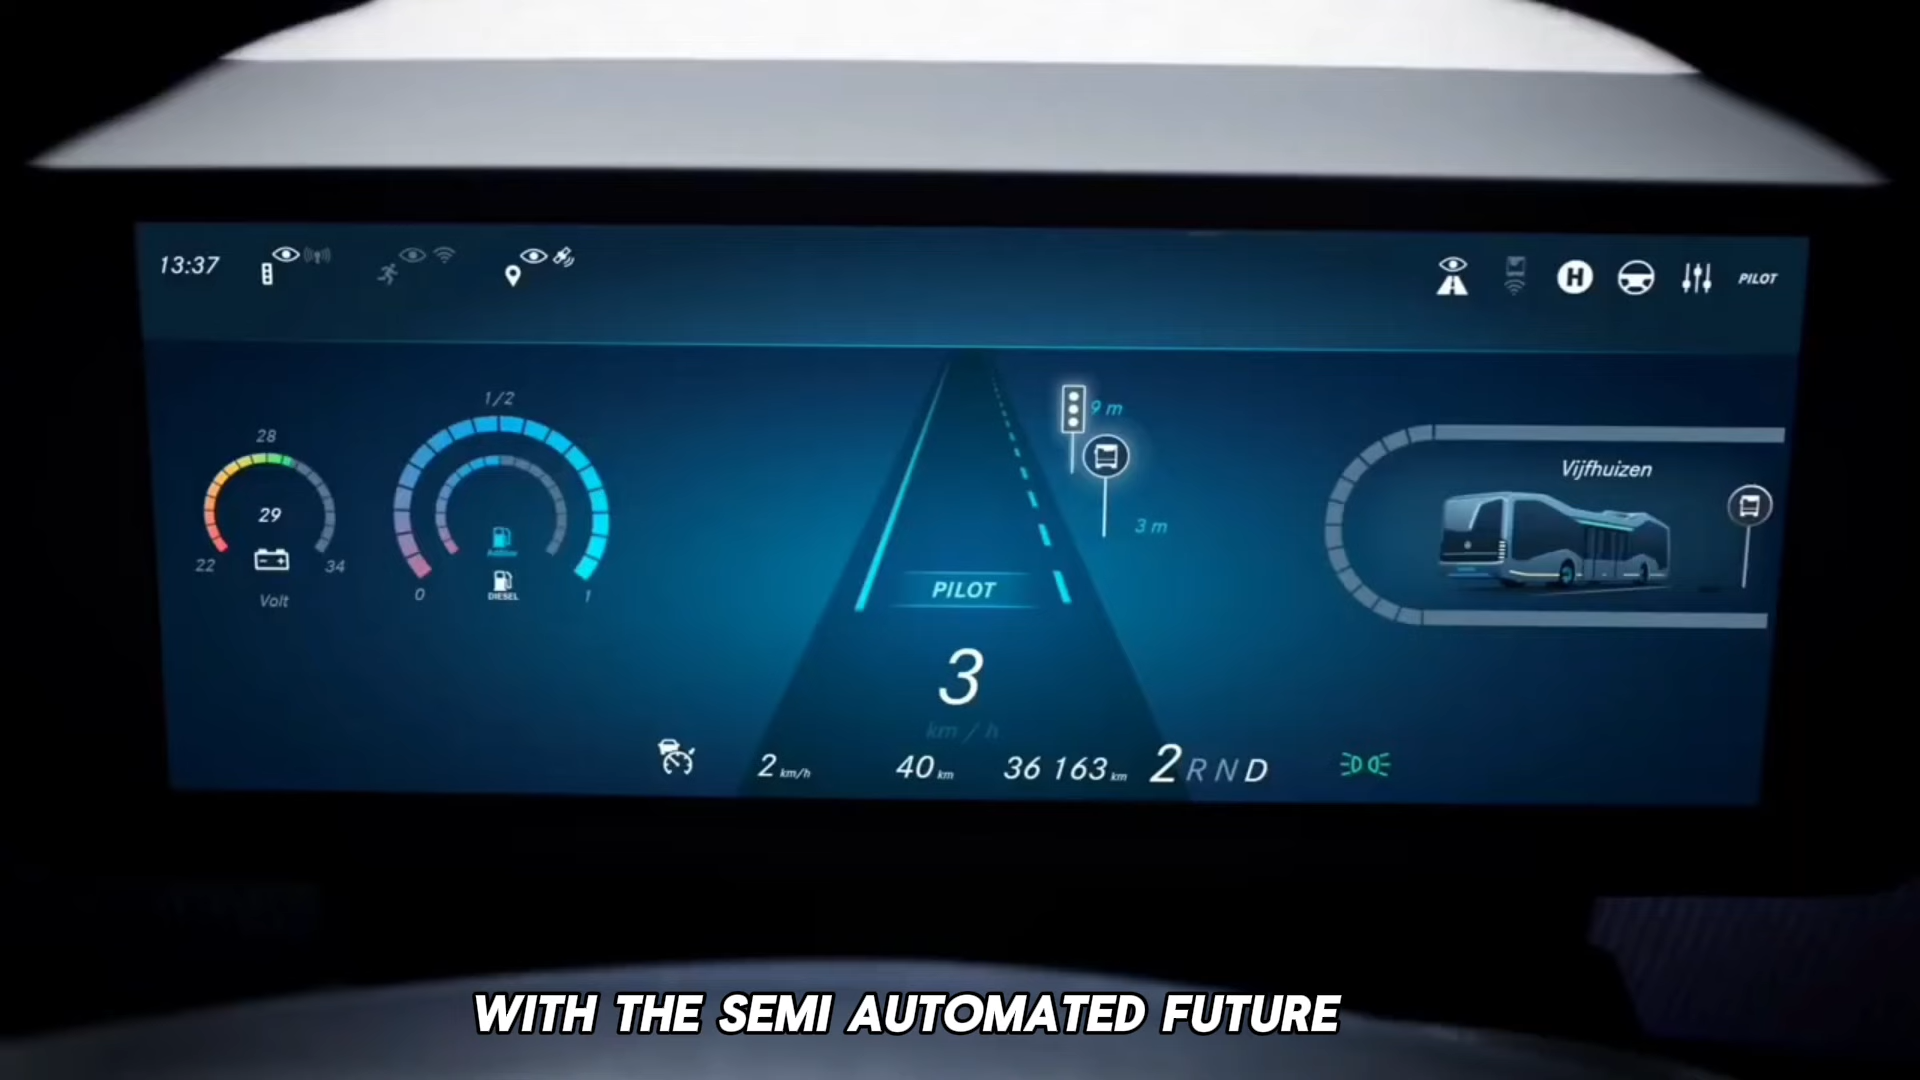 13:37
H
PILOT
28
29
22
34
Volt
1/2
0
1
AdBlue
DIESEL
9 m
3 m
PILOT
3
km / h
Vijfhuizen
2 km/h
40 km
36 163 km
2 R N D
WITH THE SEMI AUTOMATED FUTURE